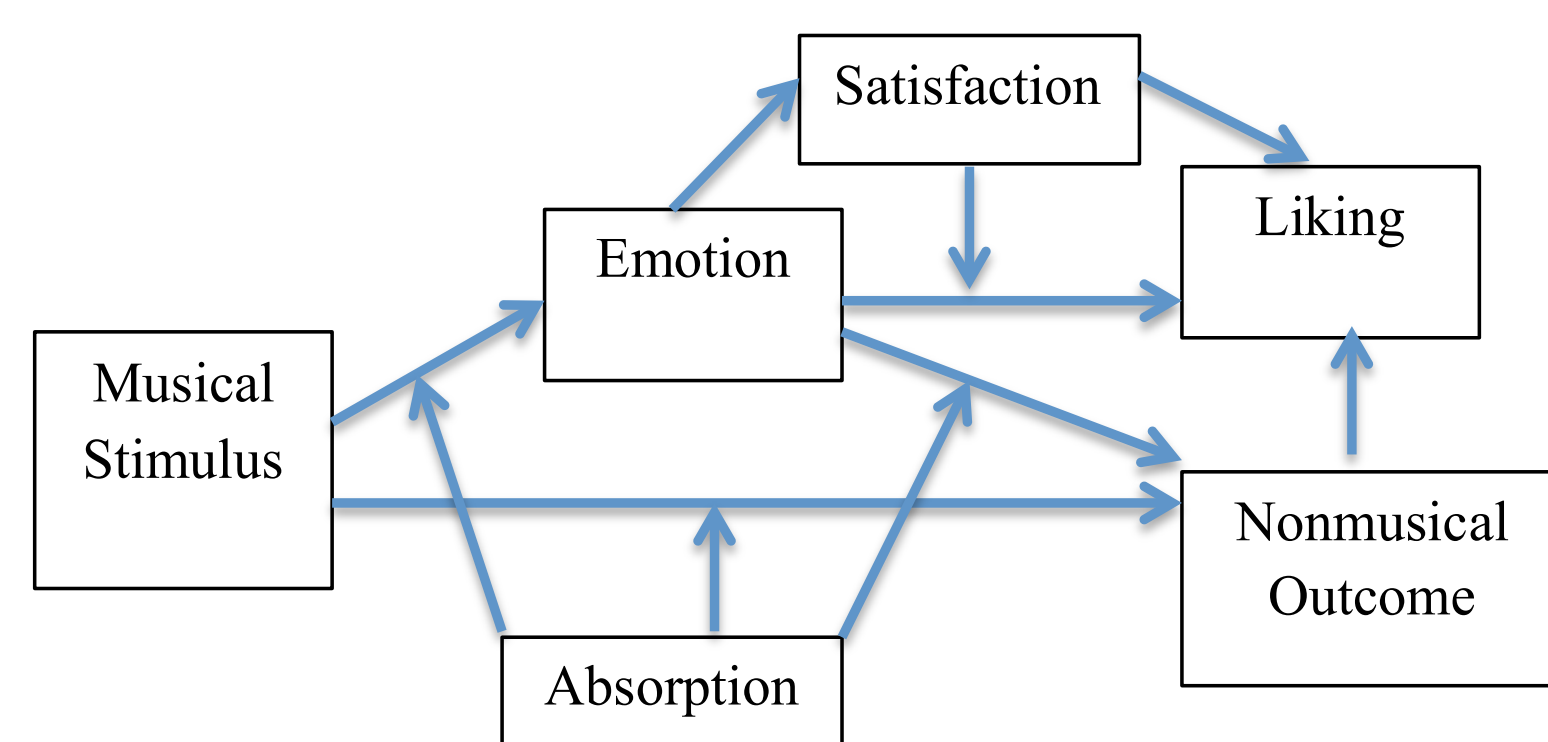 Satisfaction
Liking
Emotion
Musical
Stimulus
Nonmusical
Outcome
Absorption